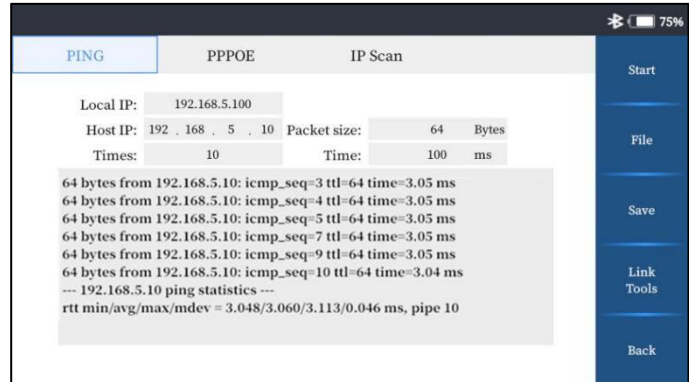 75%
PING PPPOE IP Scan
Start
Local IP: 192.168.5.100
Host IP: 192 . 168 . 5 . 10 Packet size: 64 Bytes
File
Times: 10 Time: 100 ms
64 bytes from 192.168.5.10: icmp_seq=3 ttl=64 time=3.05 ms
64 bytes from 192.168.5.10: icmp_seq=4 ttl=64 time=3.05 ms
64 bytes from 192.168.5.10: icmp_seq=5 ttl=64 time=3.05 ms
64 bytes from 192.168.5.10: icmp_seq=7 ttl=64 time=3.05 ms
64 bytes from 192.168.5.10: icmp_seq=9 ttl=64 time=3.05 ms
64 bytes from 192.168.5.10: icmp_seq=10 ttl=64 time=3.04 ms
--- 192.168.5.10 ping statistics ---
rtt min/avg/max/mdev = 3.048/3.060/3.113/0.046 ms, pipe 10
Save
Link
Tools
Back